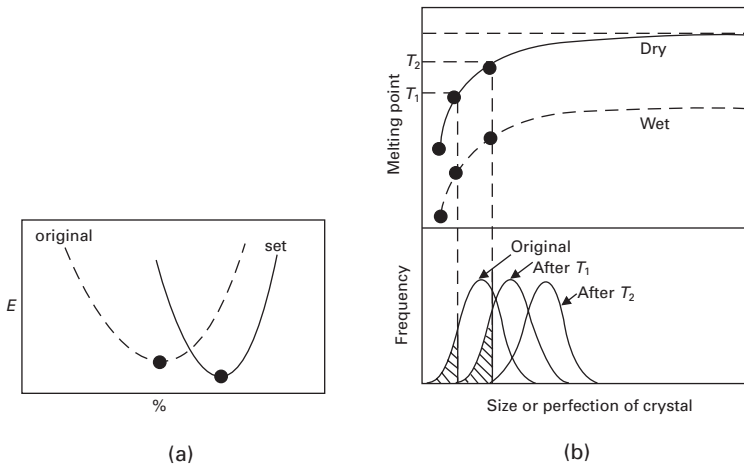 original
set
E
%
(a)
Melting point
T₂
T₁
Dry
Wet
Frequency
Original
After T₁
After T₂
Size or perfection of crystal
(b)